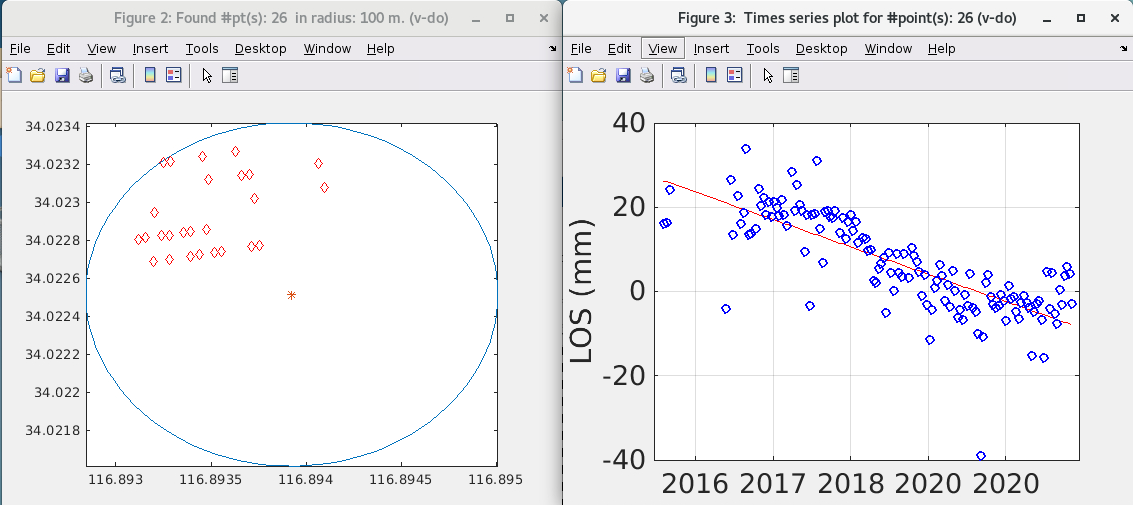 Figure 2: Found #pt(s): 26 in radius: 100 m. (v-do)
File Edit View Insert Tools Desktop Window Help
34.0234
34.0232
34.023
34.0228
34.0226
34.0224
34.0222
34.022
34.0218
116.893 116.8935 116.894 116.8945 116.895
Figure 3: Times series plot for #point(s): 26 (v-do)
File Edit View Insert Tools Desktop Window Help
LOS (mm)
40
20
0
-20
-40
2016 2017 2018 2020 2020